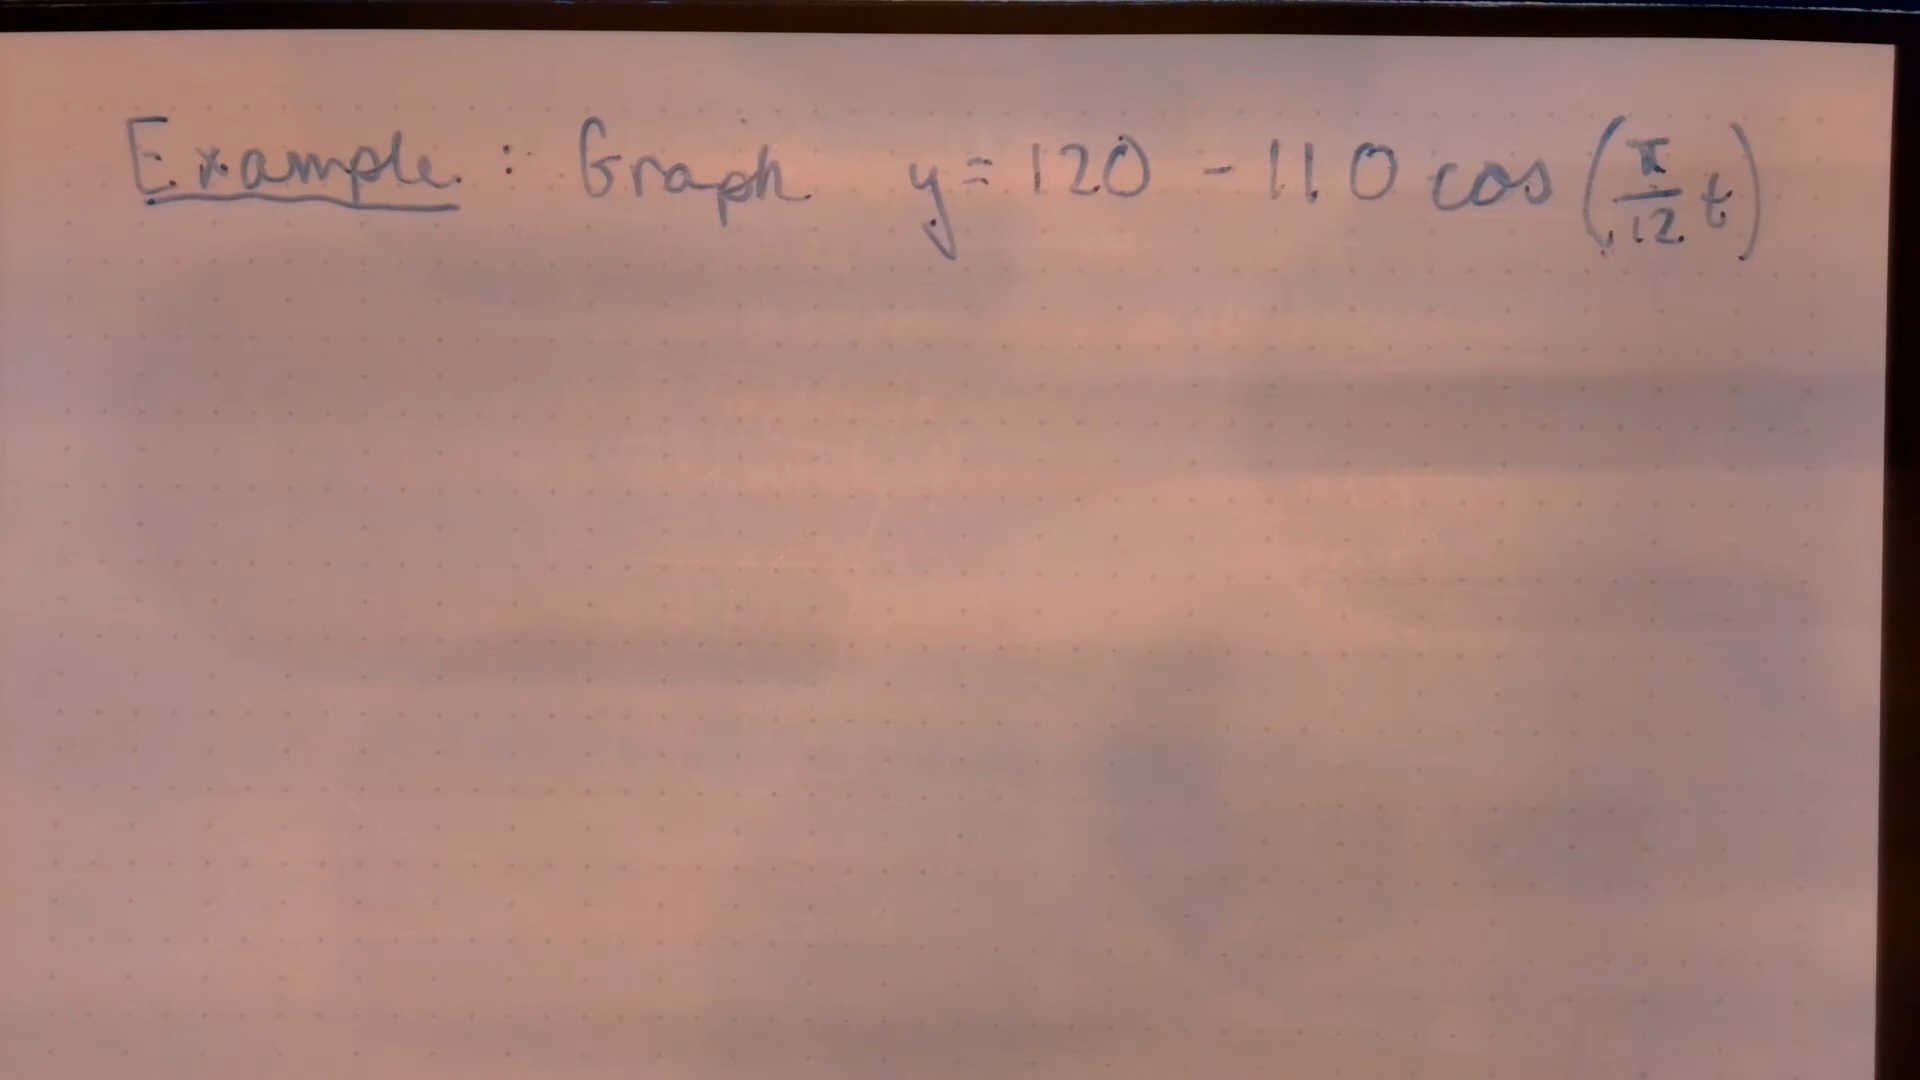 Example : Graph y = 120 - 110 cos (π/12 t)